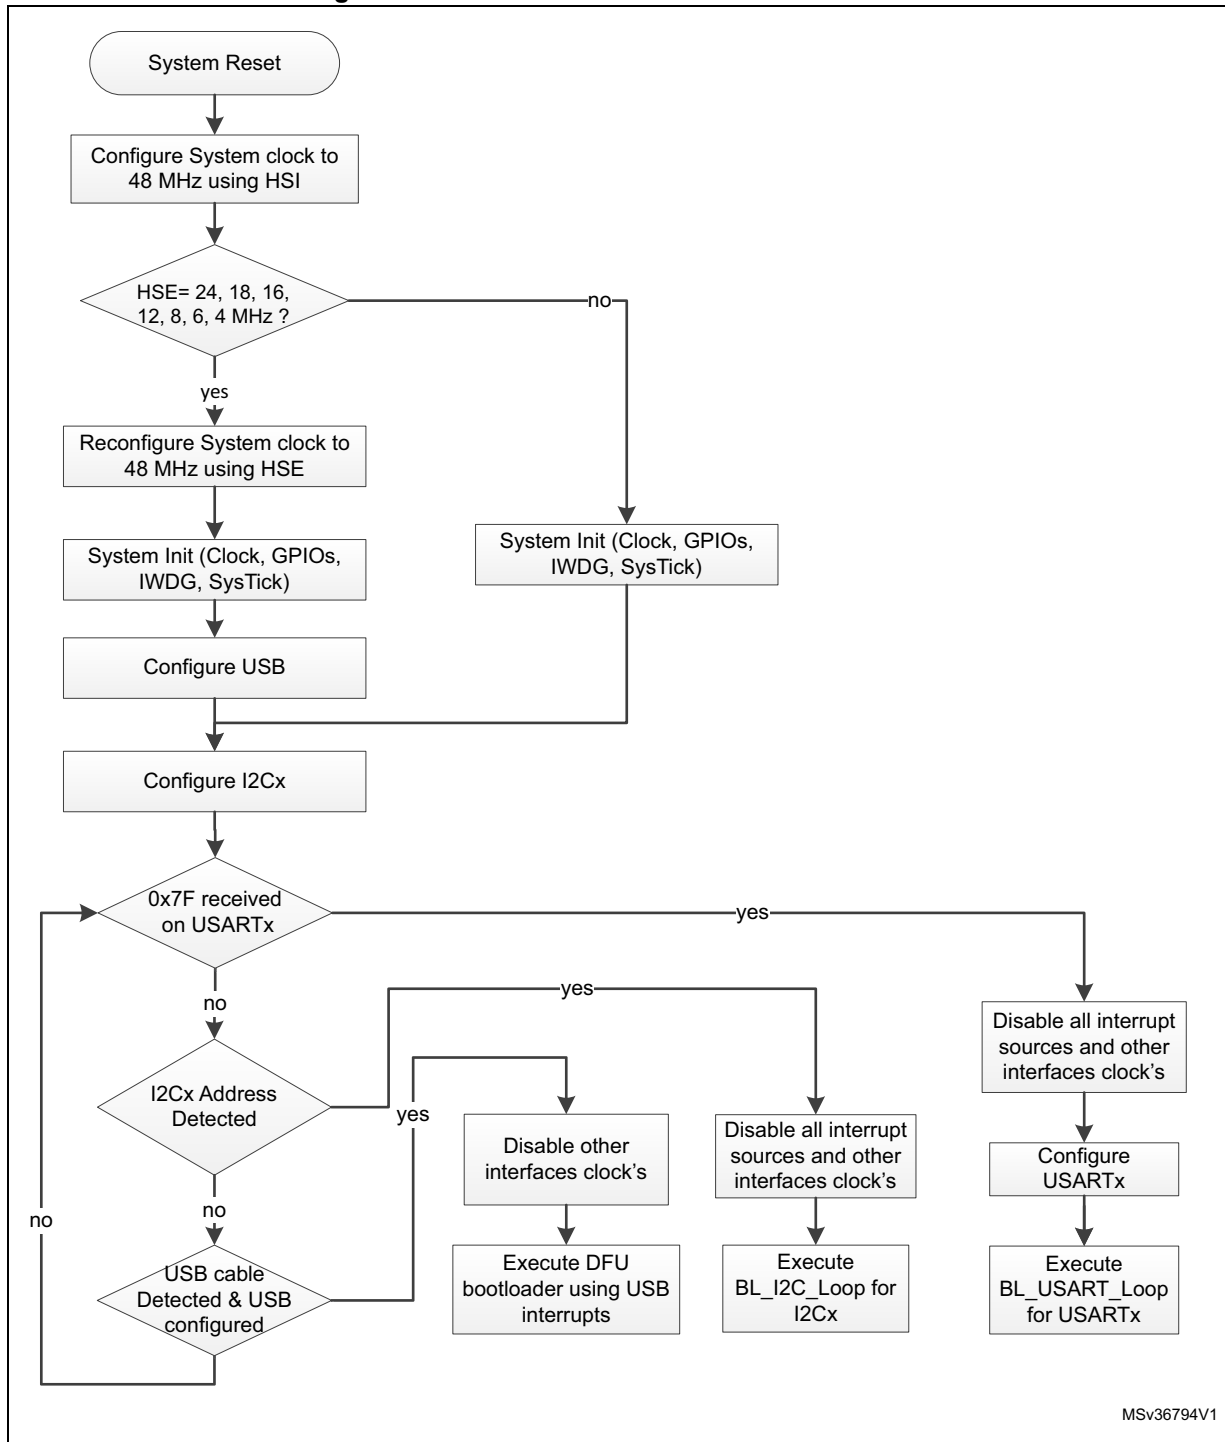 System Reset
Configure System clock to
48 MHz using HSI
HSE= 24, 18, 16,
12, 8, 6, 4 MHz ?
no
yes
Reconfigure System clock to
48 MHz using HSE
System Init (Clock, GPIOs,
IWDG, SysTick)
System Init (Clock, GPIOs,
IWDG, SysTick)
Configure USB
Configure I2Cx
0x7F received
on USARTx
yes
no
yes
I2Cx Address
Detected
yes
no
no
USB cable
Detected & USB
configured
Disable other
interfaces clock's
Execute DFU
bootloader using USB
interrupts
Disable all interrupt
sources and other
interfaces clock's
Execute
BL_I2C_Loop for
I2Cx
Disable all interrupt
sources and other
interfaces clock's
Configure
USARTx
Execute
BL_USART_Loop
for USARTx
MSv36794V1